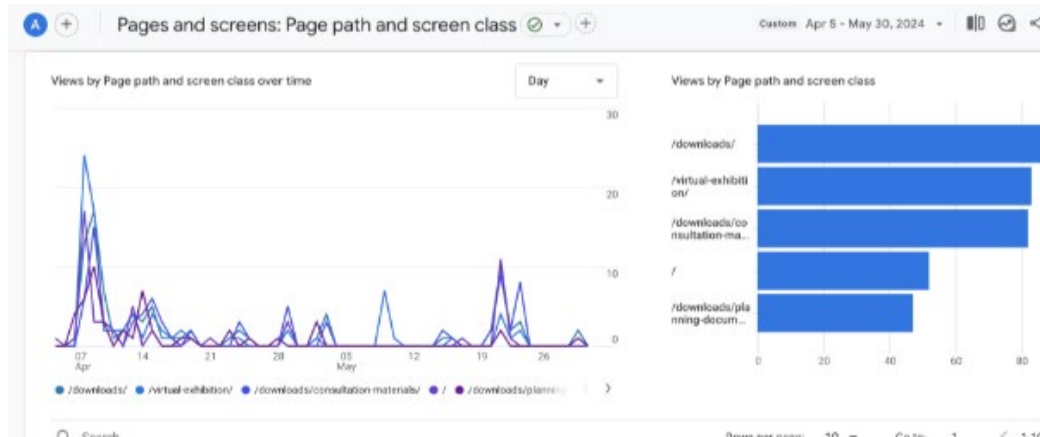 A
Pages and screens: Page path and screen class
Custom Apr 5 - May 30, 2024
Views by Page path and screen class over time
Day
30
20
10
0
07
Apr
14
21
28
05
May
12
19
26
/downloads/ /virtual-exhibition/ /downloads/consultation-materials/ / /downloads/planning
Views by Page path and screen class
/downloads/
/virtual-exhibiti
on/
/downloads/co
nsultation-ma...
/
/downloads/pla
nning-docum...
0 20 40 60 80
Search
Rows per page: 10 Go to: 1 1-10